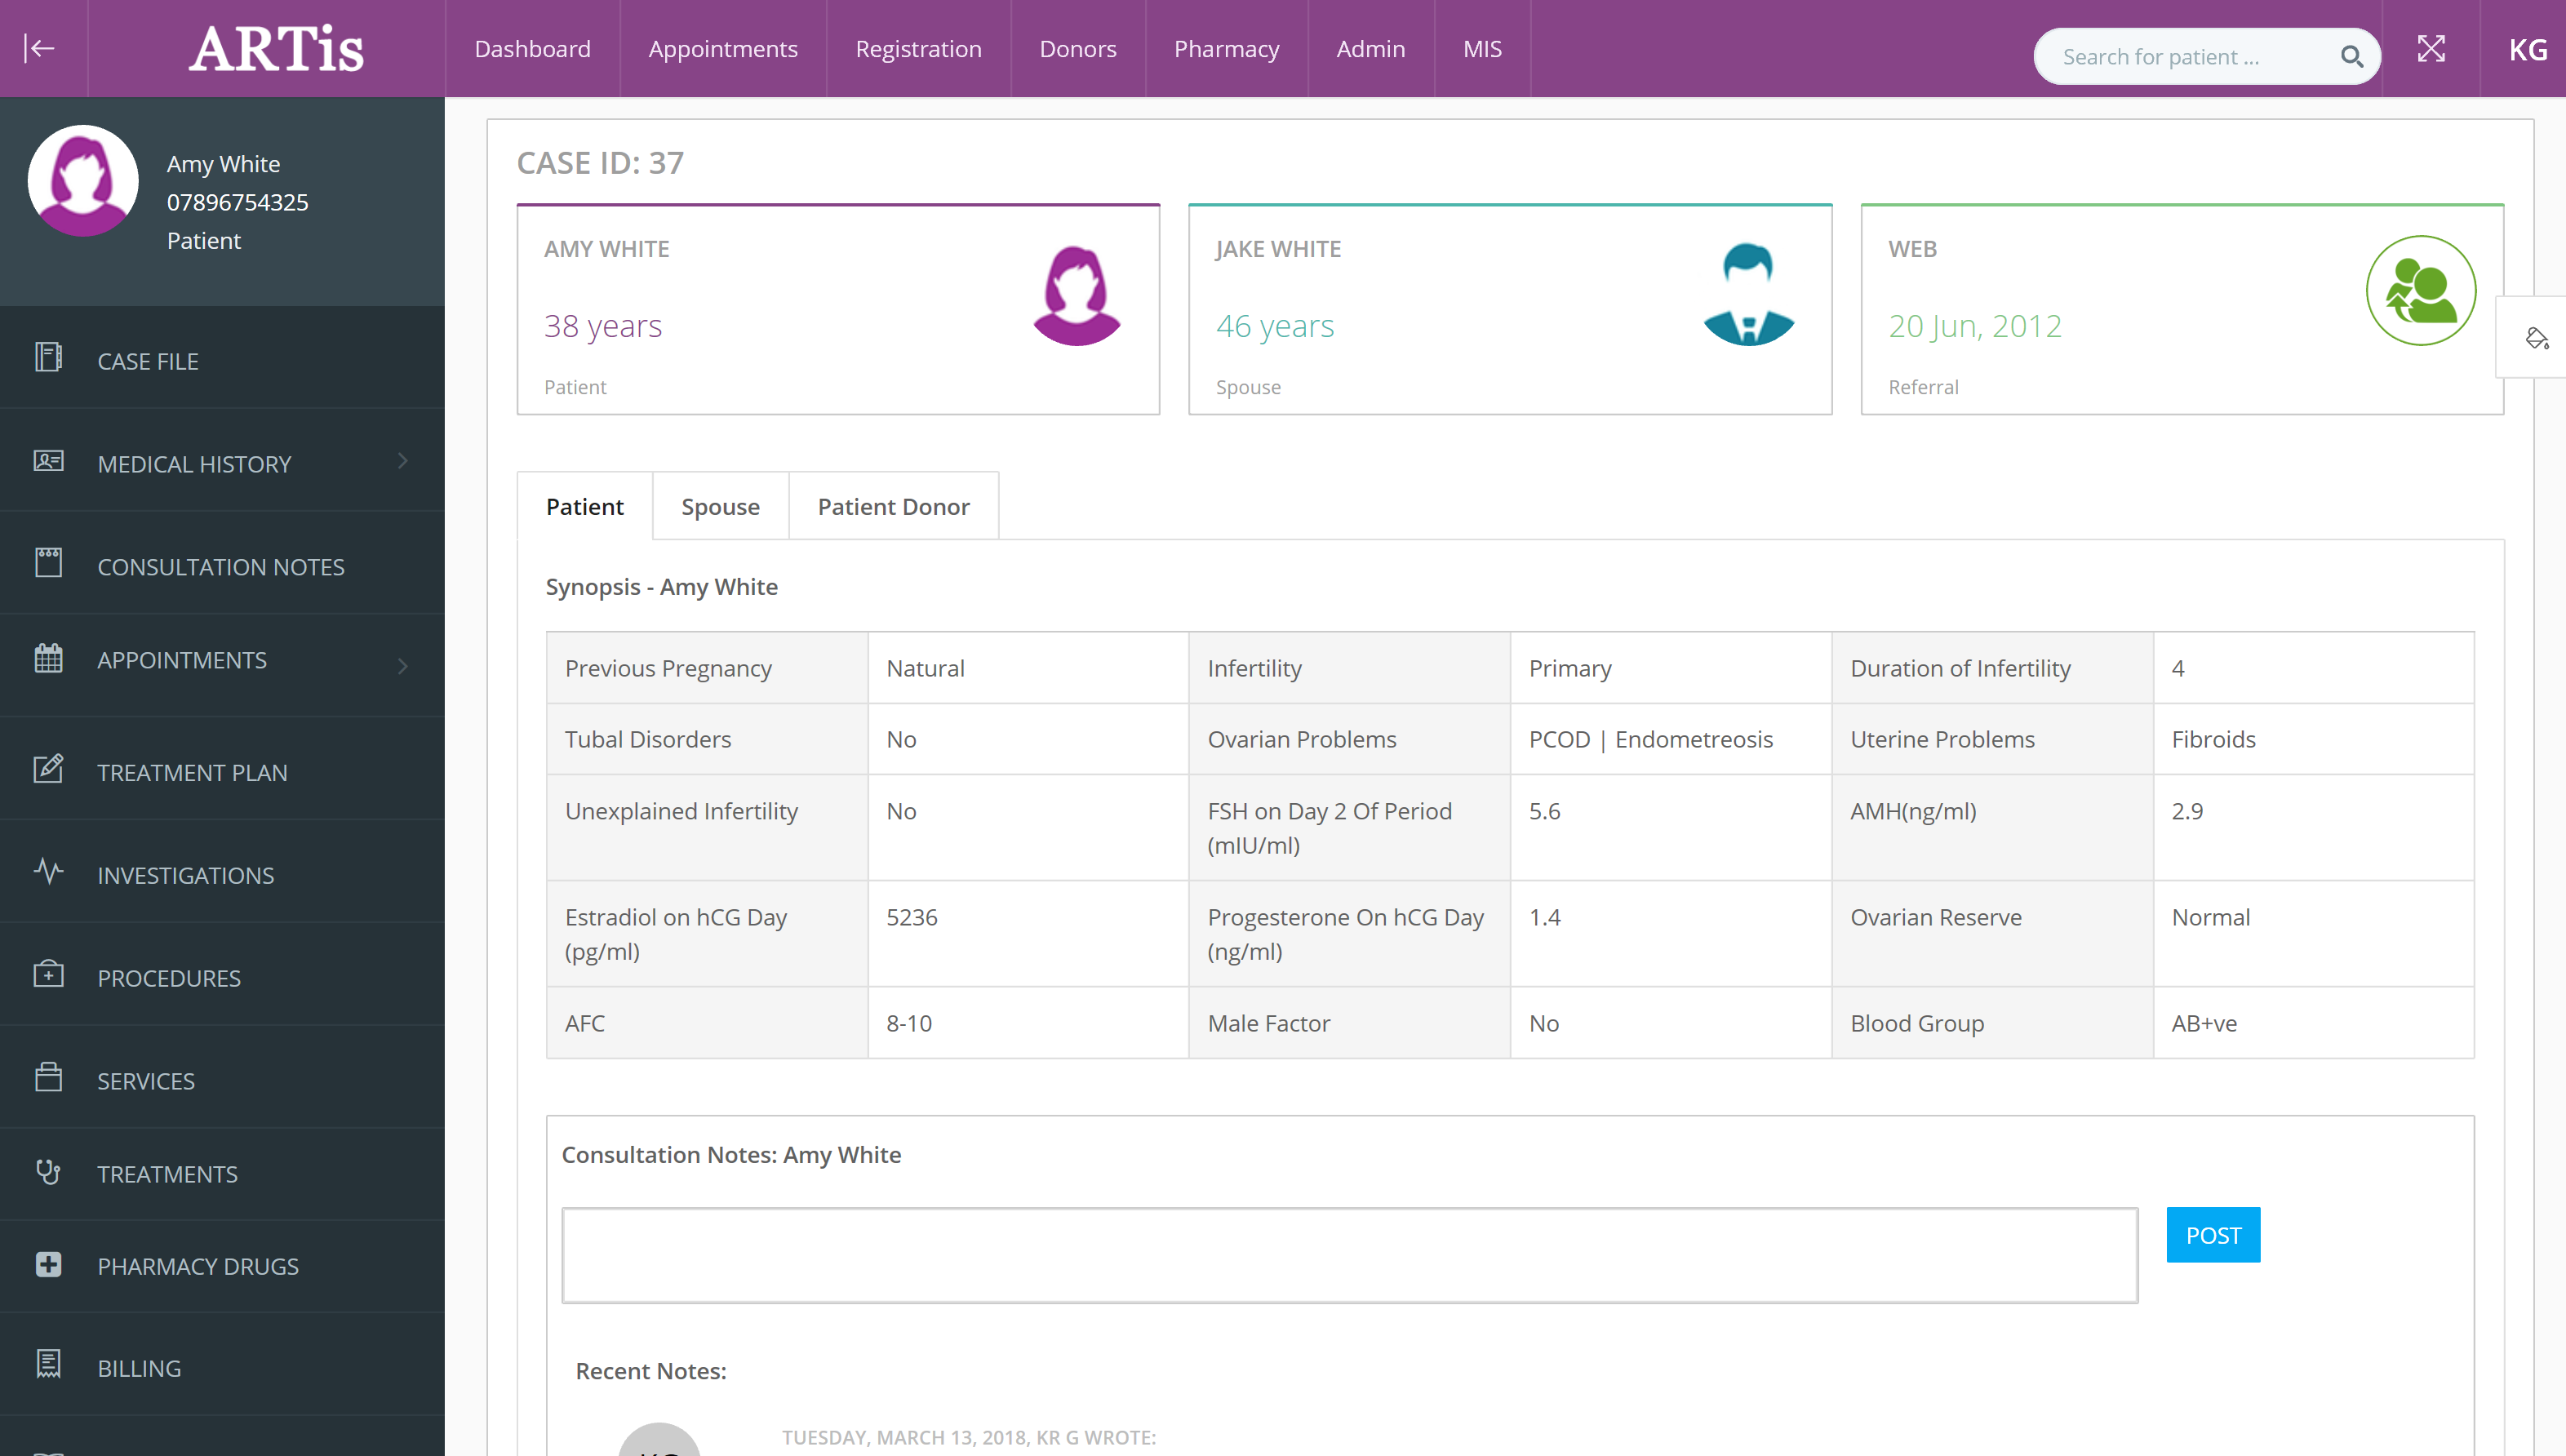 ARTis
Dashboard
Appointments
Registration
Donors
Pharmacy
Admin
MIS
Search for patient ...
KG
Amy White
07896754325
Patient
CASE FILE
MEDICAL HISTORY
CONSULTATION NOTES
APPOINTMENTS
TREATMENT PLAN
INVESTIGATIONS
PROCEDURES
SERVICES
TREATMENTS
PHARMACY DRUGS
BILLING
CASE ID: 37
AMY WHITE
38 years
Patient
JAKE WHITE
46 years
Spouse
WEB
20 Jun, 2012
Referral
Patient
Spouse
Patient Donor
Synopsis - Amy White
Previous Pregnancy
Natural
Infertility
Primary
Duration of Infertility
4
Tubal Disorders
No
Ovarian Problems
PCOD | Endometreosis
Uterine Problems
Fibroids
Unexplained Infertility
No
FSH on Day 2 Of Period
(mIU/ml)
5.6
AMH(ng/ml)
2.9
Estradiol on hCG Day
(pg/ml)
5236
Progesterone On hCG Day
(ng/ml)
1.4
Ovarian Reserve
Normal
AFC
8-10
Male Factor
No
Blood Group
AB+ve
Consultation Notes: Amy White
POST
Recent Notes:
TUESDAY, MARCH 13, 2018, KR G WROTE: